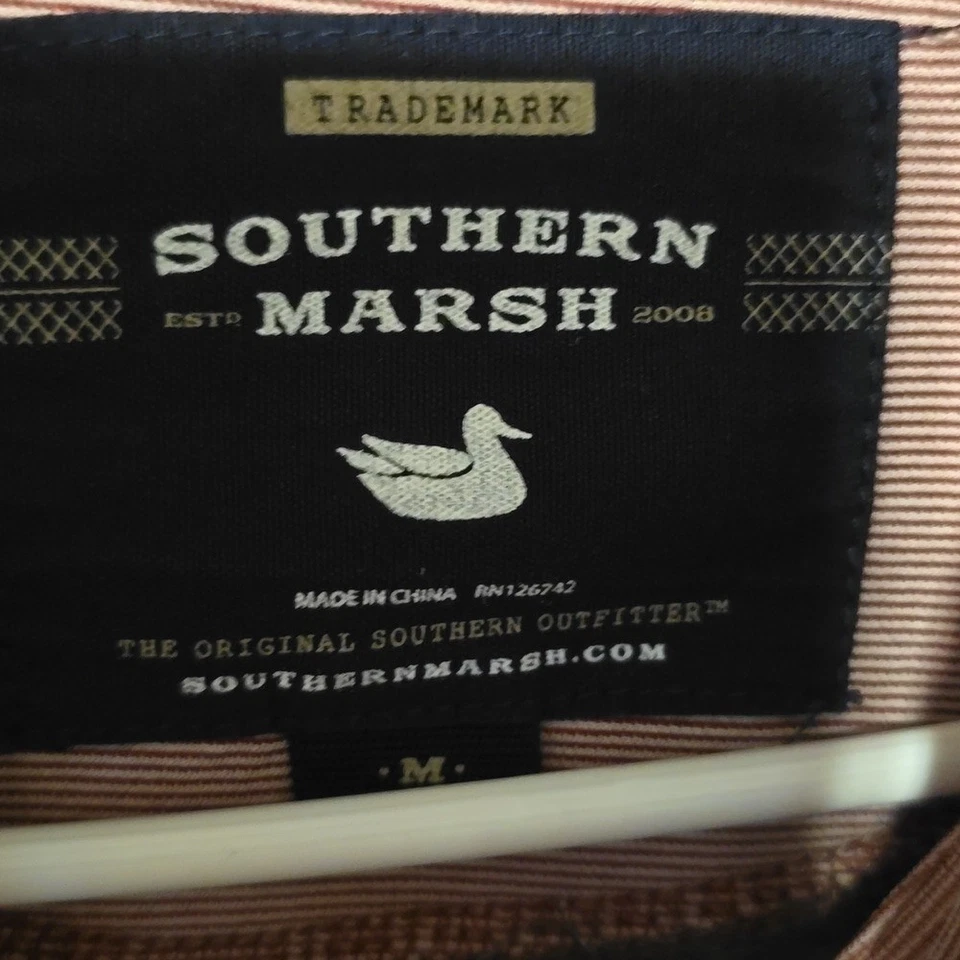 TRADEMARK
SOUTHERN
ESTD MARSH 2008
MADE IN CHINA RN126742
THE ORIGINAL SOUTHERN OUTFITTER™
SOUTHERNMARSH.COM
·M·